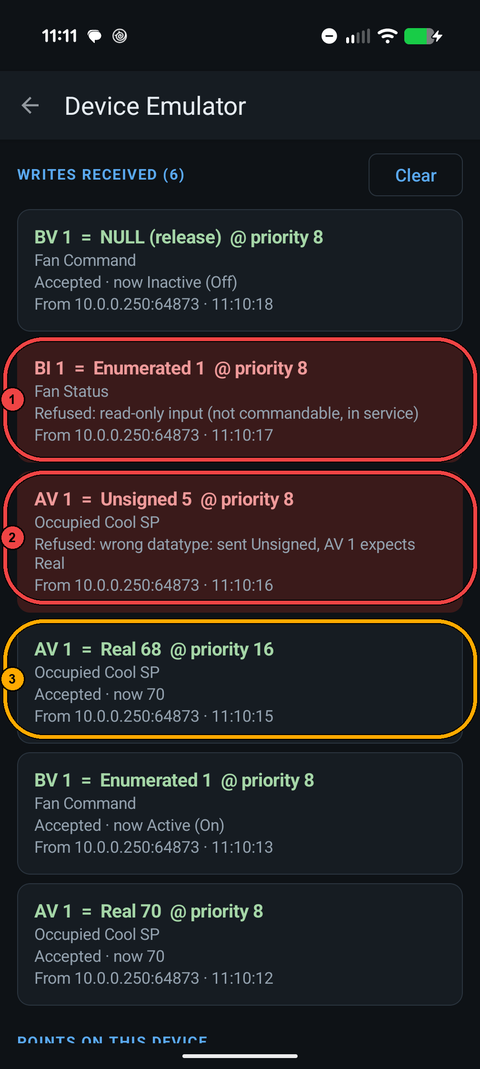 11:11
Device Emulator
WRITES RECEIVED (6)
Clear
BV 1 = NULL (release) @ priority 8
Fan Command
Accepted · now Inactive (Off)
From 10.0.0.250:64873 · 11:10:18
1
BI 1 = Enumerated 1 @ priority 8
Fan Status
Refused: read-only input (not commandable, in service)
From 10.0.0.250:64873 · 11:10:17
2
AV 1 = Unsigned 5 @ priority 8
Occupied Cool SP
Refused: wrong datatype: sent Unsigned, AV 1 expects
Real
From 10.0.0.250:64873 · 11:10:16
3
AV 1 = Real 68 @ priority 16
Occupied Cool SP
Accepted · now 70
From 10.0.0.250:64873 · 11:10:15
BV 1 = Enumerated 1 @ priority 8
Fan Command
Accepted · now Active (On)
From 10.0.0.250:64873 · 11:10:13
AV 1 = Real 70 @ priority 8
Occupied Cool SP
Accepted · now 70
From 10.0.0.250:64873 · 11:10:12
POINTS ON THIS DEVICE